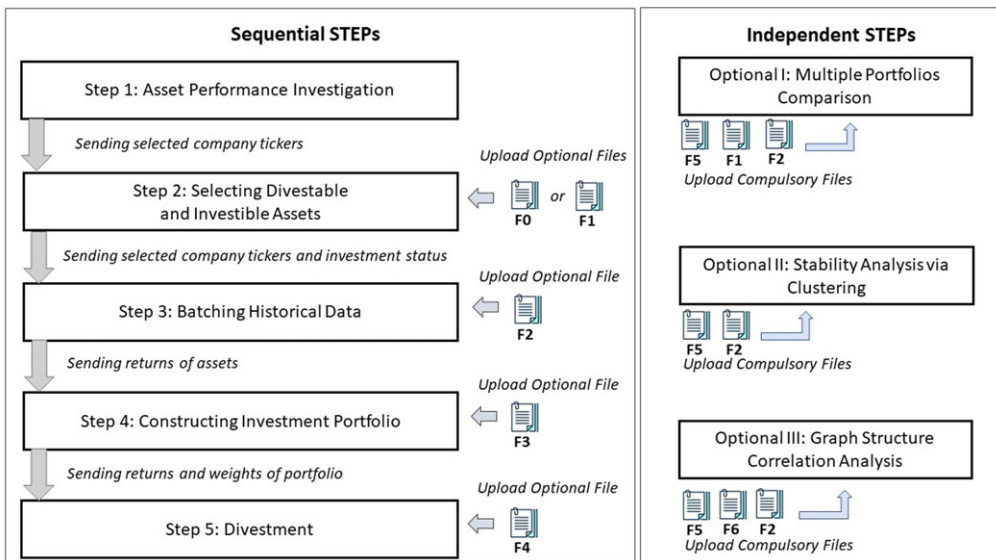 Sequential STEPs
Step 1: Asset Performance Investigation
Sending selected company tickers
Upload Optional Files
Step 2: Selecting Divestable
and Investible Assets
F0
or
F1
Sending selected company tickers and investment status
Upload Optional File
Step 3: Batching Historical Data
F2
Sending returns of assets
Upload Optional File
Step 4: Constructing Investment Portfolio
F3
Sending returns and weights of portfolio
Upload Optional File
Step 5: Divestment
F4
Independent STEPs
Optional I: Multiple Portfolios
Comparison
F5 F1 F2
Upload Compulsory Files
Optional II: Stability Analysis via
Clustering
F5 F2
Upload Compulsory Files
Optional III: Graph Structure
Correlation Analysis
F5 F6 F2
Upload Compulsory Files